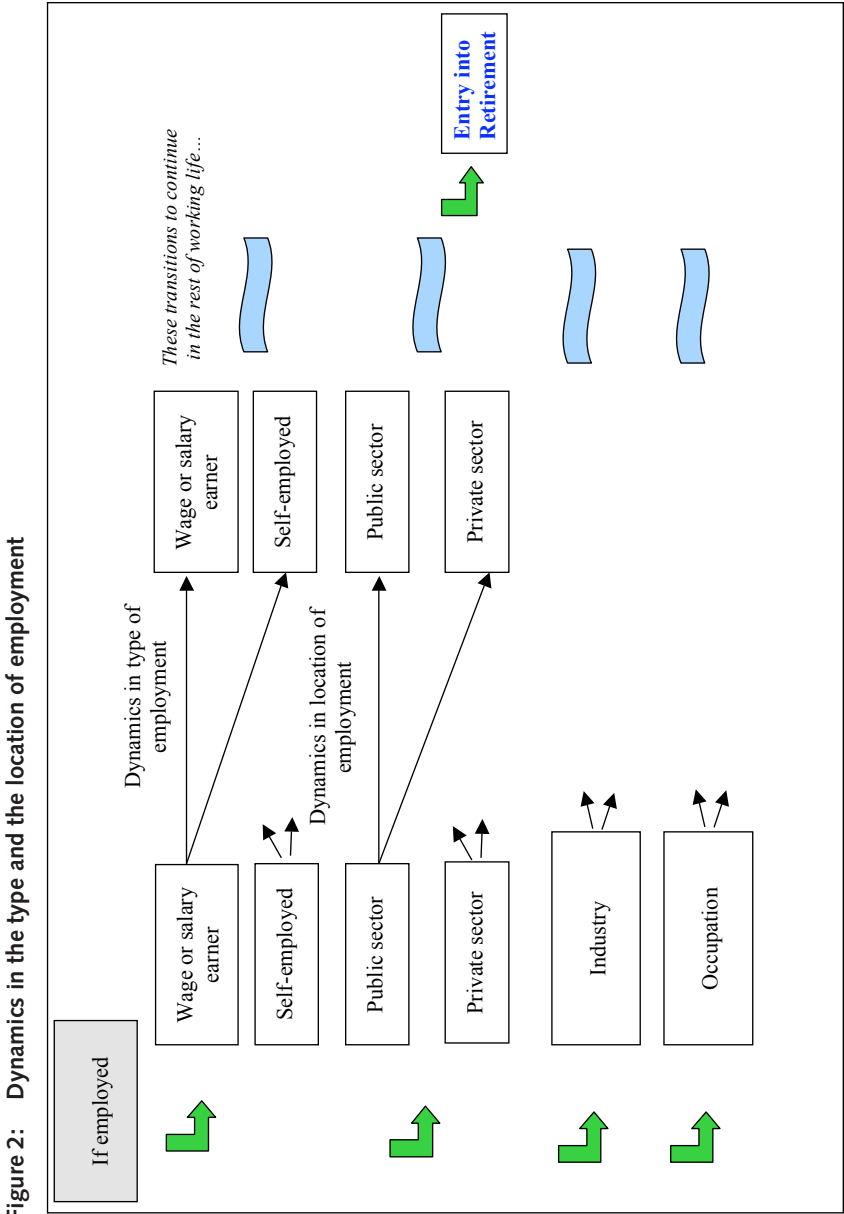 Figure 2: Dynamics in the type and the location of employment
If employed
Wage or salary
earner
Self-employed
Public sector
Private sector
Industry
Occupation
Dynamics in type of
employment
Dynamics in location of
employment
Wage or salary
earner
Self-employed
Public sector
Private sector
These transitions to continue
in the rest of working life…
Entry into
Retirement